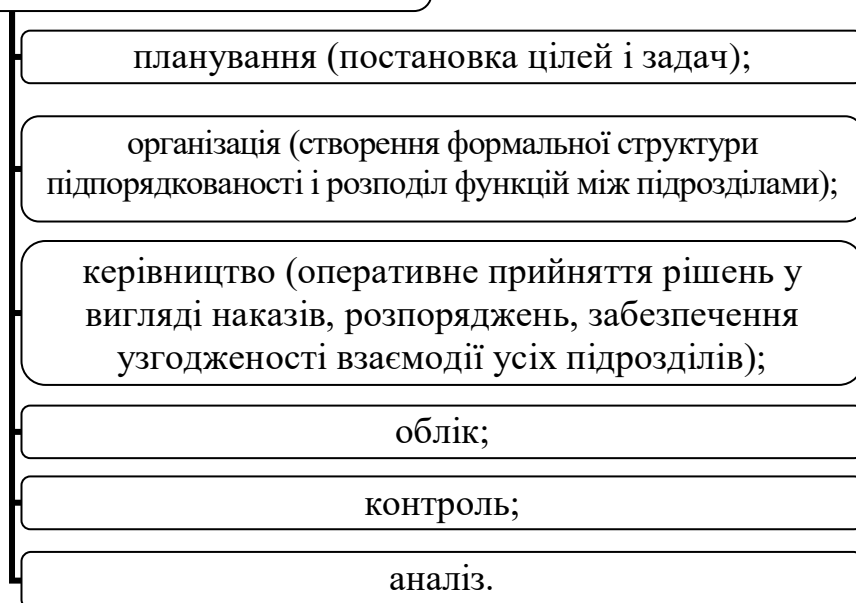 планування (постановка цілей і задач);
організація (створення формальної структури
підпорядкованості і розподіл функцій між підрозділами);
керівництво (оперативне прийняття рішень у
вигляді наказів, розпоряджень, забезпечення
узгодженості взаємодії усіх підрозділів);
облік;
контроль;
аналіз.